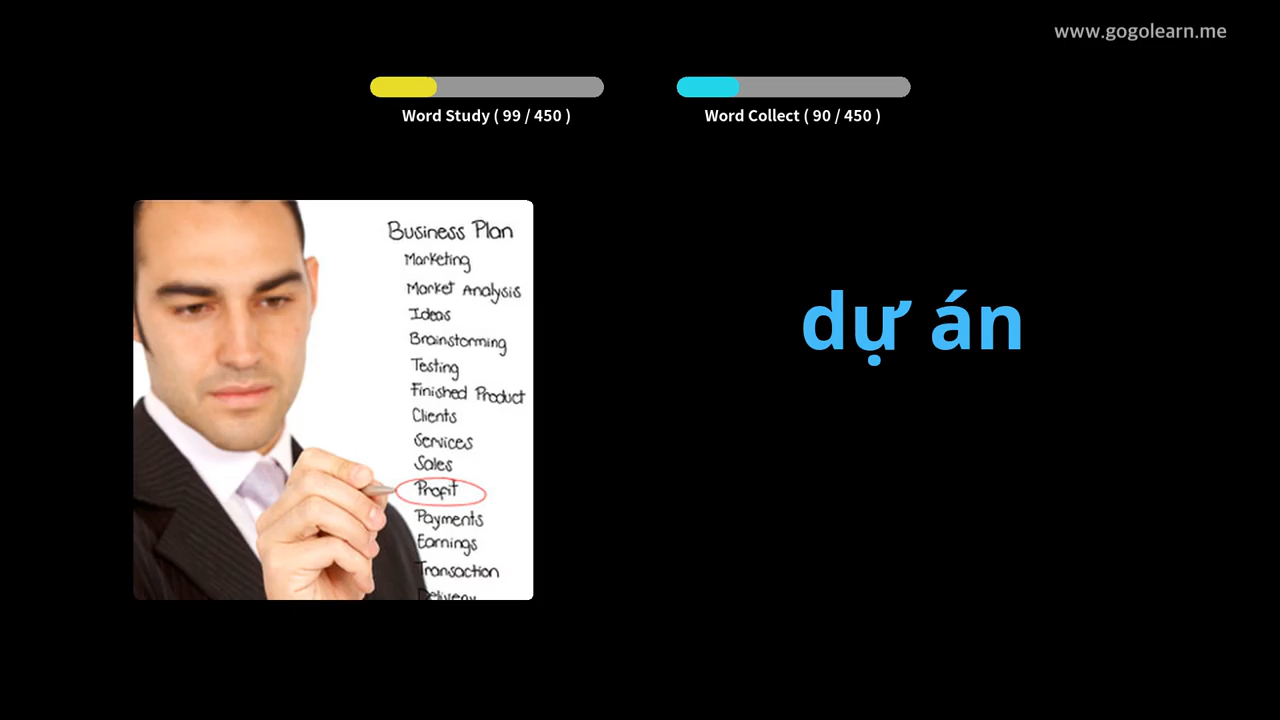 www.gogolearn.me
Word Study ( 99 / 450 )
Word Collect ( 90 / 450 )
Business Plan
Marketing
Market Analysis
Ideas
Brainstorming
Testing
Finished Product
Clients
Services
Sales
Profit
Payments
Earnings
Transaction
Delivery
dự án